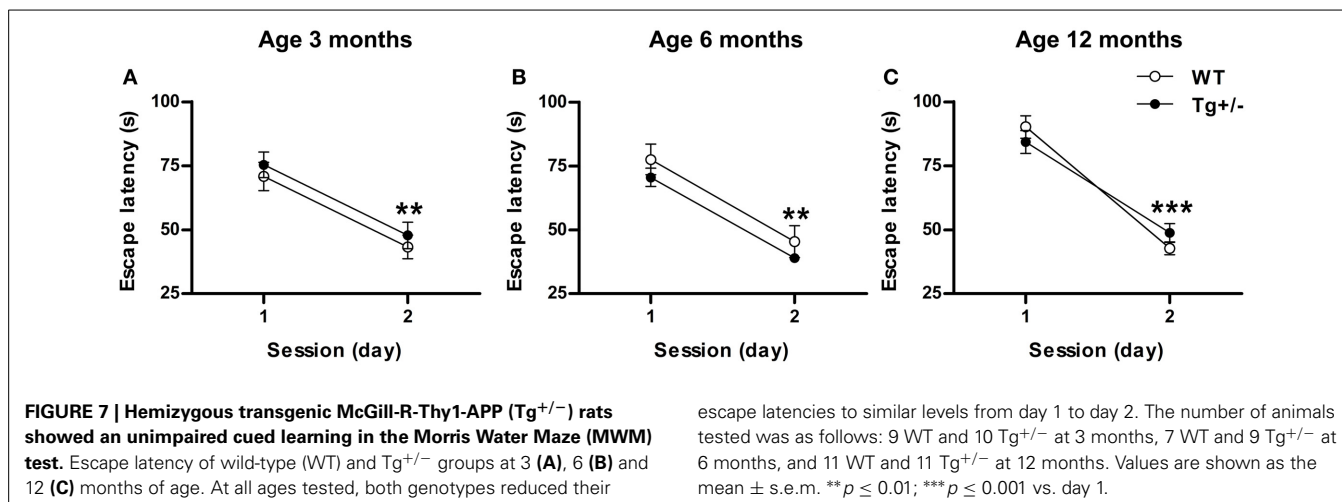 Age 3 months
Age 6 months
Age 12 months
A
B
C
WT
Tg+/-
100
75
50
25
Escape latency (s)
**
1
2
Session (day)
100
75
50
25
Escape latency (s)
**
1
2
Session (day)
100
75
50
25
Escape latency (s)
***
1
2
Session (day)
FIGURE 7 | Hemizygous transgenic McGill-R-Thy1-APP (Tg+/−) rats
showed an unimpaired cued learning in the Morris Water Maze (MWM)
test. Escape latency of wild-type (WT) and Tg+/− groups at 3 (A), 6 (B) and
12 (C) months of age. At all ages tested, both genotypes reduced their
escape latencies to similar levels from day 1 to day 2. The number of animals
tested was as follows: 9 WT and 10 Tg+/− at 3 months, 7 WT and 9 Tg+/− at
6 months, and 11 WT and 11 Tg+/− at 12 months. Values are shown as the
mean ± s.e.m. **p ≤ 0.01; ***p ≤ 0.001 vs. day 1.